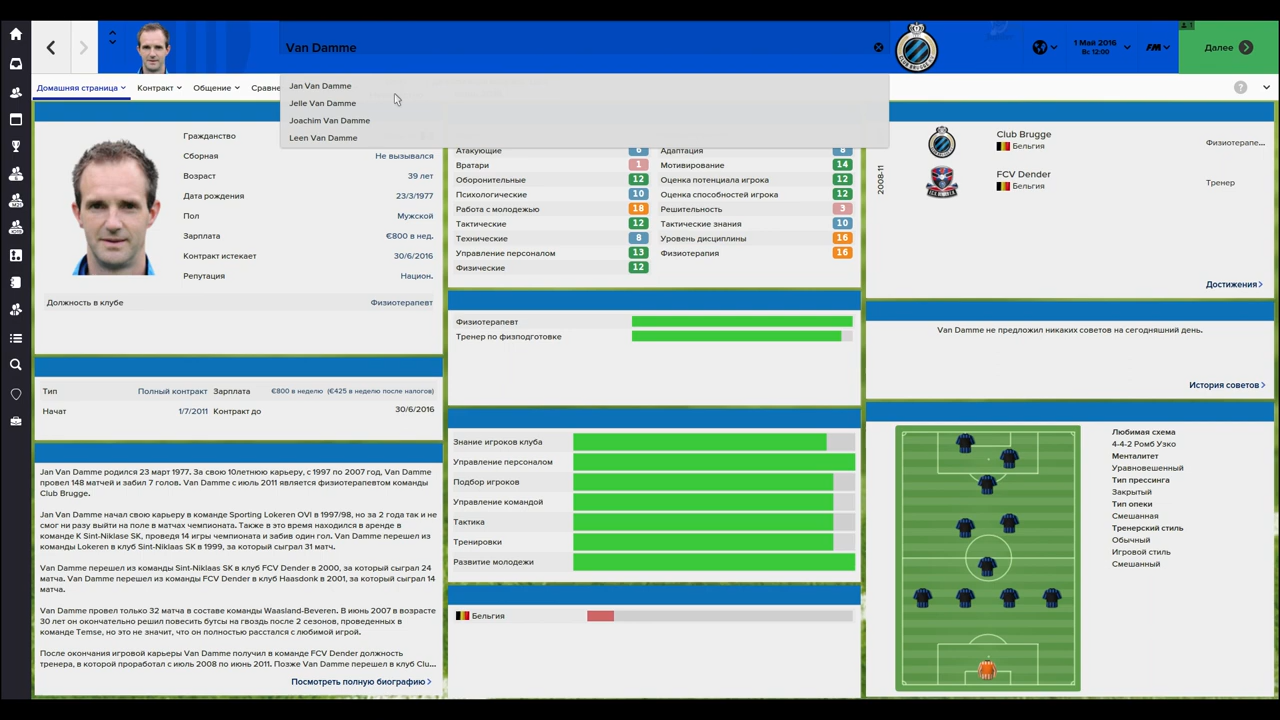 Van Damme
1
1 Май 2016
Вс 12:00
FM
Далее
Домашняя страница
Контракт
Общение
Jan Van Damme
Jelle Van Damme
Joachim Van Damme
Leen Van Damme
Гражданство
Сборная Не вызывался
Возраст 39 лет
Дата рождения 23/3/1977
Пол Мужской
Зарплата €800 в нед.
Контракт истекает 30/6/2016
Репутация Национ.
Должность в клубе Физиотерапевт
Тип Полный контракт Зарплата €800 в неделю (€425 в неделю после налогов)
Начат 1/7/2011 Контракт до 30/6/2016
Jan Van Damme родился 23 март 1977. За свою 10летнюю карьеру, с 1997 по 2007 год, Van Damme
провел 148 матчей и забил 7 голов. Van Damme с июль 2011 является физиотерапевтом команды
Club Brugge.
Jan Van Damme начал свою карьеру в команде Sporting Lokeren OVl в 1997/98, но за 2 года так и не
смог ни разу выйти на поле в матчах чемпионата. Также в это время находился в аренде в
команде K Sint-Niklase SK, проведя 14 игры чемпионата и забив один гол. Van Damme перешел из
команды Lokeren в клуб Sint-Niklaas SK в 1999, за который сыграл 31 матч.
Van Damme перешел из команды Sint-Niklaas SK в клуб FCV Dender в 2000, за который сыграл 24
матча. Van Damme перешел из команды FCV Dender в клуб Haasdonk в 2001, за который сыграл 14
матча.
Van Damme провел только 32 матча в составе команды Waasland-Beveren. В июнь 2007 в возрасте
30 лет он окончательно решил повесить бутсы на гвоздь после 2 сезонов, проведенных в
команде Temse, но это не значит, что он полностью расстался с любимой игрой.
После окончания игровой карьеры Van Damme получил в команде FCV Dender должность
тренера, в которой проработал с июль 2008 по июнь 2011. Позже Van Damme перешел в клуб Clu...
Посмотреть полную биографию
Атакующие 6 Адаптация 8
Вратари 1 Мотивирование 14
Оборонительные 12 Оценка потенциала игрока 12
Психологические 10 Оценка способностей игрока 12
Работа с молодежью 18 Решительность 3
Тактические 12 Тактические знания 10
Технические 8 Уровень дисциплины 16
Управление персоналом 13 Физиотерапия 16
Физические 12
Физиотерапевт
Тренер по физподготовке
Знание игроков клуба
Управление персоналом
Подбор игроков
Управление командой
Тактика
Тренировки
Развитие молодежи
Бельгия
2008-11
Club Brugge
Бельгия
Физиотерапе...
FCV Dender
Бельгия
Тренер
Достижения
Van Damme не предложил никаких советов на сегодняшний день.
История советов
Любимая схема
4-4-2 Ромб Узко
Менталитет
Уравновешенный
Тип прессинга
Закрытый
Тип опеки
Смешанная
Тренерский стиль
Обычный
Игровой стиль
Смешанный